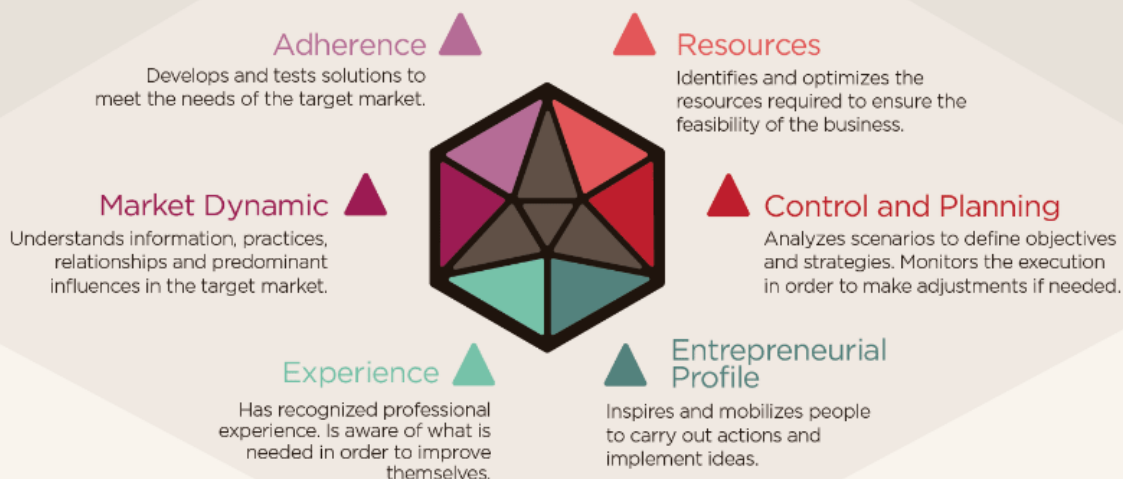 Adherence
Develops and tests solutions to
meet the needs of the target market.
Resources
Identifies and optimizes the
resources required to ensure the
feasibility of the business.
Market Dynamic
Understands information, practices,
relationships and predominant
influences in the target market.
Control and Planning
Analyzes scenarios to define objectives
and strategies. Monitors the execution
in order to make adjustments if needed.
Experience
Has recognized professional
experience. Is aware of what is
needed in order to improve
themselves.
Entrepreneurial
Profile
Inspires and mobilizes people
to carry out actions and
implement ideas.